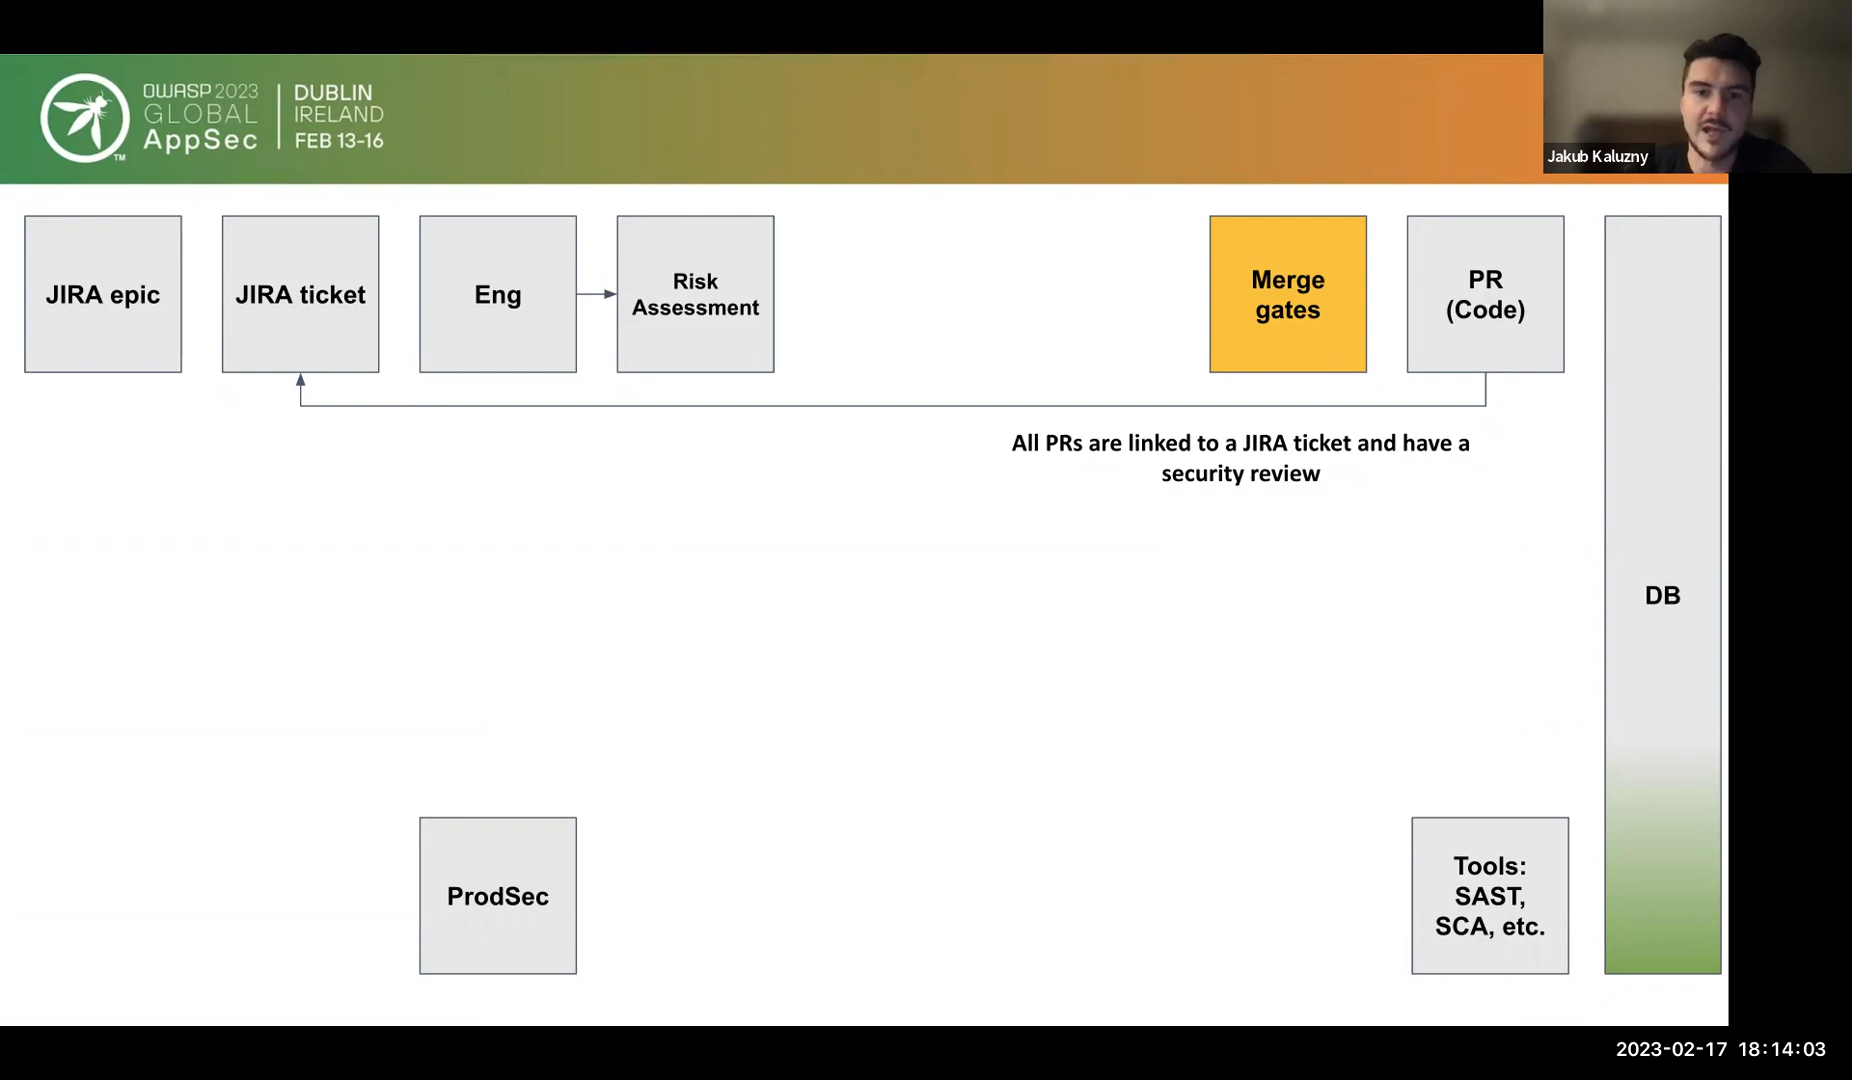 OWASP 2023
GLOBAL
AppSec
TM
DUBLIN
IRELAND
FEB 13-16
Jakub Kaluzny
JIRA epic
JIRA ticket
Eng
Risk
Assessment
Merge
gates
PR
(Code)
All PRs are linked to a JIRA ticket and have a
security review
DB
ProdSec
Tools:
SAST,
SCA, etc.
2023-02-17 18:14:03